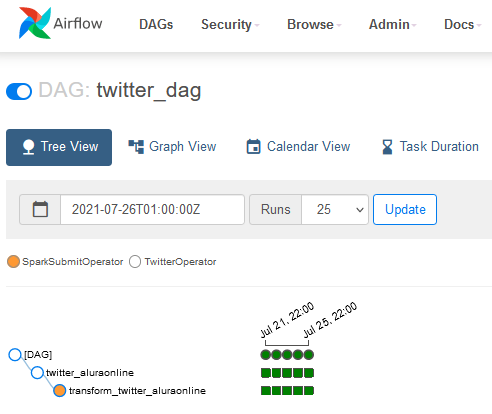 Airflow DAGs Security Browse Admin Docs
DAG: twitter_dag
Tree View Graph View Calendar View Task Duration
2021-07-26T01:00:00Z Runs 25 Update
SparkSubmitOperator TwitterOperator
Jul 21, 22:00 Jul 25, 22:00
[DAG]
twitter_aluraonline
transform_twitter_aluraonline